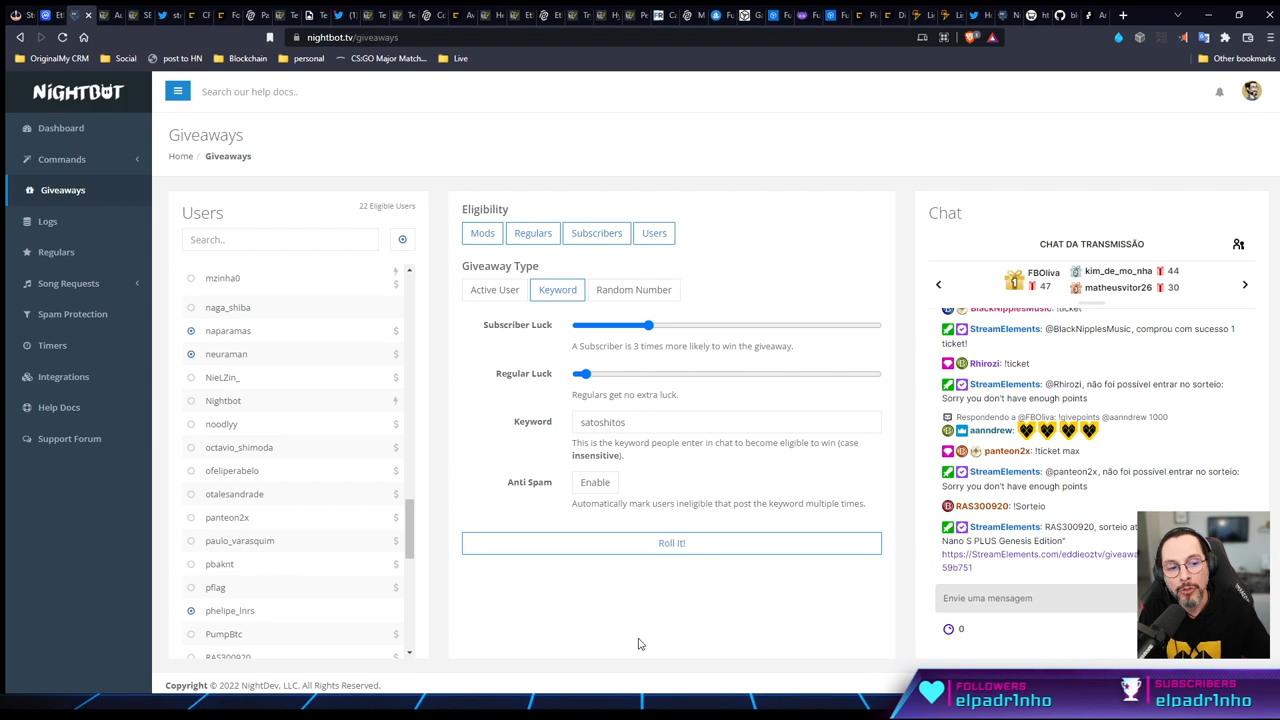 nightbot.tv/giveaways
OriginalMy CRM
Social
post to HN
Blockchain
personal
CS:GO Major Match...
Live
Other bookmarks
NIGHTBOT
Search our help docs..
Dashboard
Commands
Giveaways
Logs
Regulars
Song Requests
Spam Protection
Timers
Integrations
Help Docs
Support Forum
Giveaways
Home / Giveaways
Users
22 Eligible Users
Search..
mzinha0
naga_shiba
naparamas
neuraman
NieLZin_
Nightbot
noodlyy
octavio_shimoda
ofeliperabelo
otalesandrade
panteon2x
paulo_varasquim
pbaknt
pflag
phelipe_lnrs
PumpBtc
RAS300920
Eligibility
Mods Regulars Subscribers Users
Giveaway Type
Active User Keyword Random Number
Subscriber Luck
A Subscriber is 3 times more likely to win the giveaway.
Regular Luck
Regulars get no extra luck.
Keyword satoshitos
This is the keyword people enter in chat to become eligible to win (case
insensitive).
Anti Spam Enable
Automatically mark users ineligible that post the keyword multiple times.
Roll It!
Chat
CHAT DA TRANSMISSÃO
1 FBOliva 47
kim_de_mo_nha 44
matheusvitor26 30
BlackNipplesMusic: !ticket
StreamElements: @BlackNipplesMusic, comprou com sucesso 1
ticket!
Rhirozi: !ticket
StreamElements: @Rhirozi, não foi possível entrar no sorteio:
Sorry you don't have enough points
Respondendo a @FBOliva: !givepoints @aanndrew 1000
aanndrew:
panteon2x: !ticket max
StreamElements: @panteon2x, não foi possível entrar no sorteio:
Sorry you don't have enough points
RAS300920: !Sorteio
StreamElements: RAS300920, sorteio at
Nano S PLUS Genesis Edition"
https://StreamElements.com/eddieoztv/giveawa
59b751
Envie uma mensagem
0
Copyright © 2022 NightDev, LLC. All Rights Reserved.
FOLLOWERS
elpadr1nho
SUBSCRIBERS
elpadr1nho